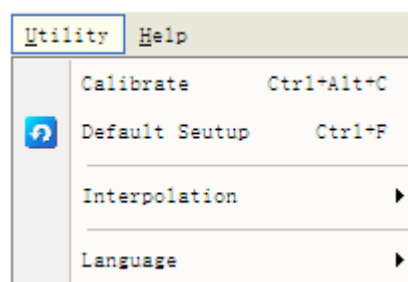 Utility Help
Calibrate Ctrl+Alt+C
Default Seutup Ctrl+F
Interpolation
Language